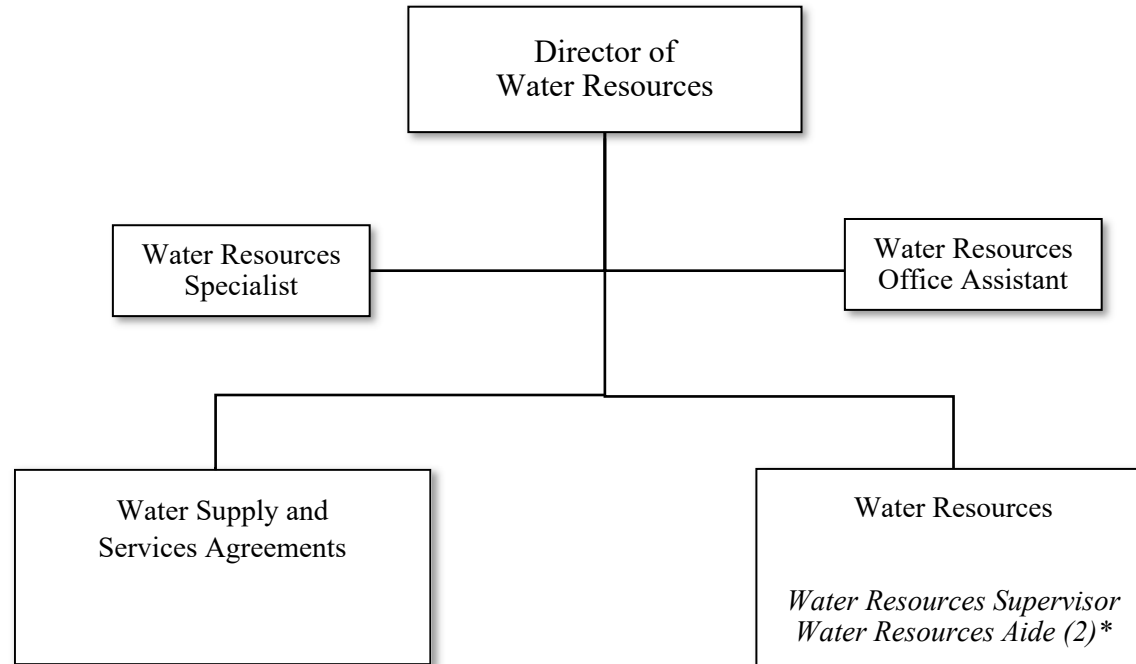 Director of
Water Resources
Water Resources
Specialist
Water Resources
Office Assistant
Water Supply and
Services Agreements
Water Resources
Water Resources Supervisor
Water Resources Aide (2)*